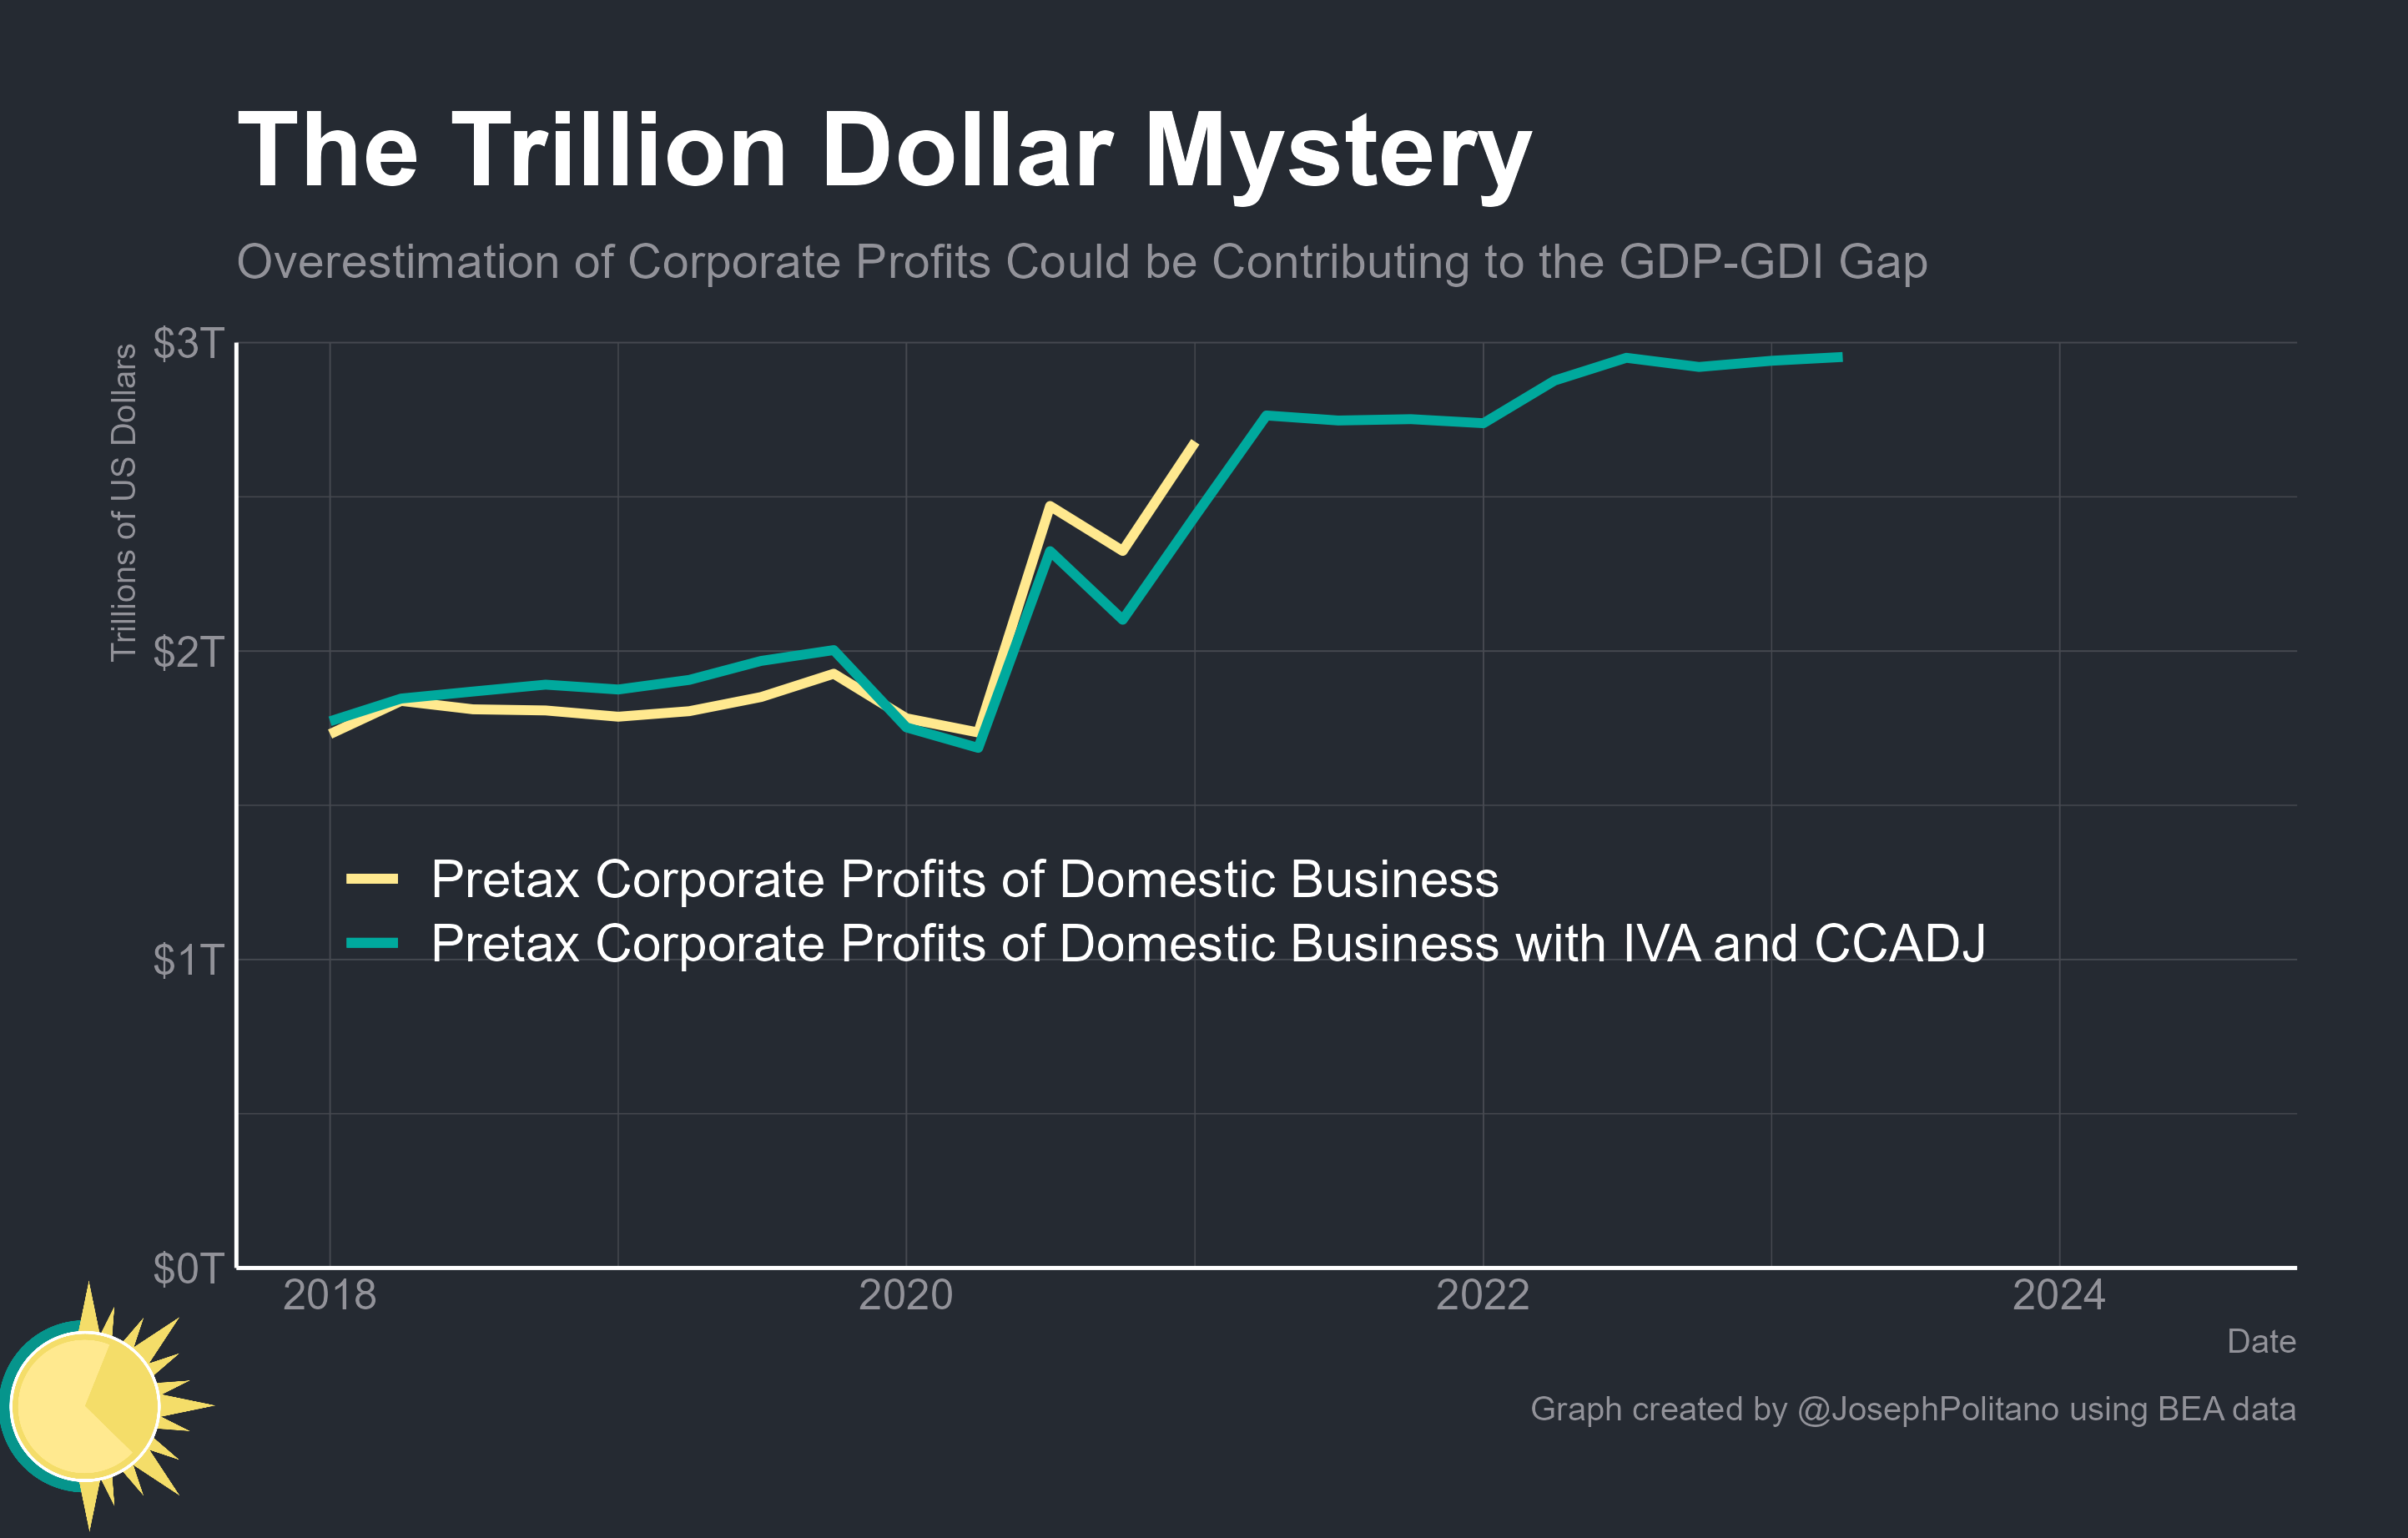 The Trillion Dollar Mystery
Overestimation of Corporate Profits Could be Contributing to the GDP-GDI Gap
Trillions of US Dollars
$3T
$2T
$1T
$0T
Pretax Corporate Profits of Domestic Business
Pretax Corporate Profits of Domestic Business with IVA and CCADJ
2018
2020
2022
2024
Date
Graph created by @JosephPolitano using BEA data